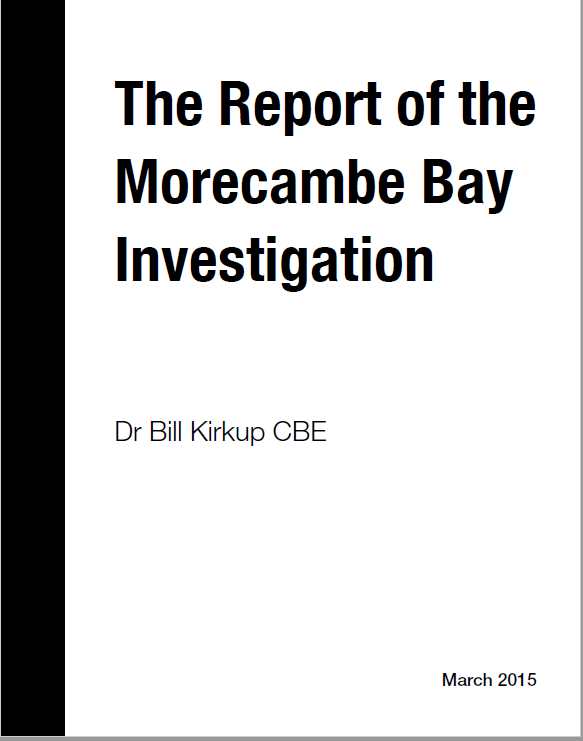 The Report of the
Morecambe Bay
Investigation
Dr Bill Kirkup CBE
March 2015